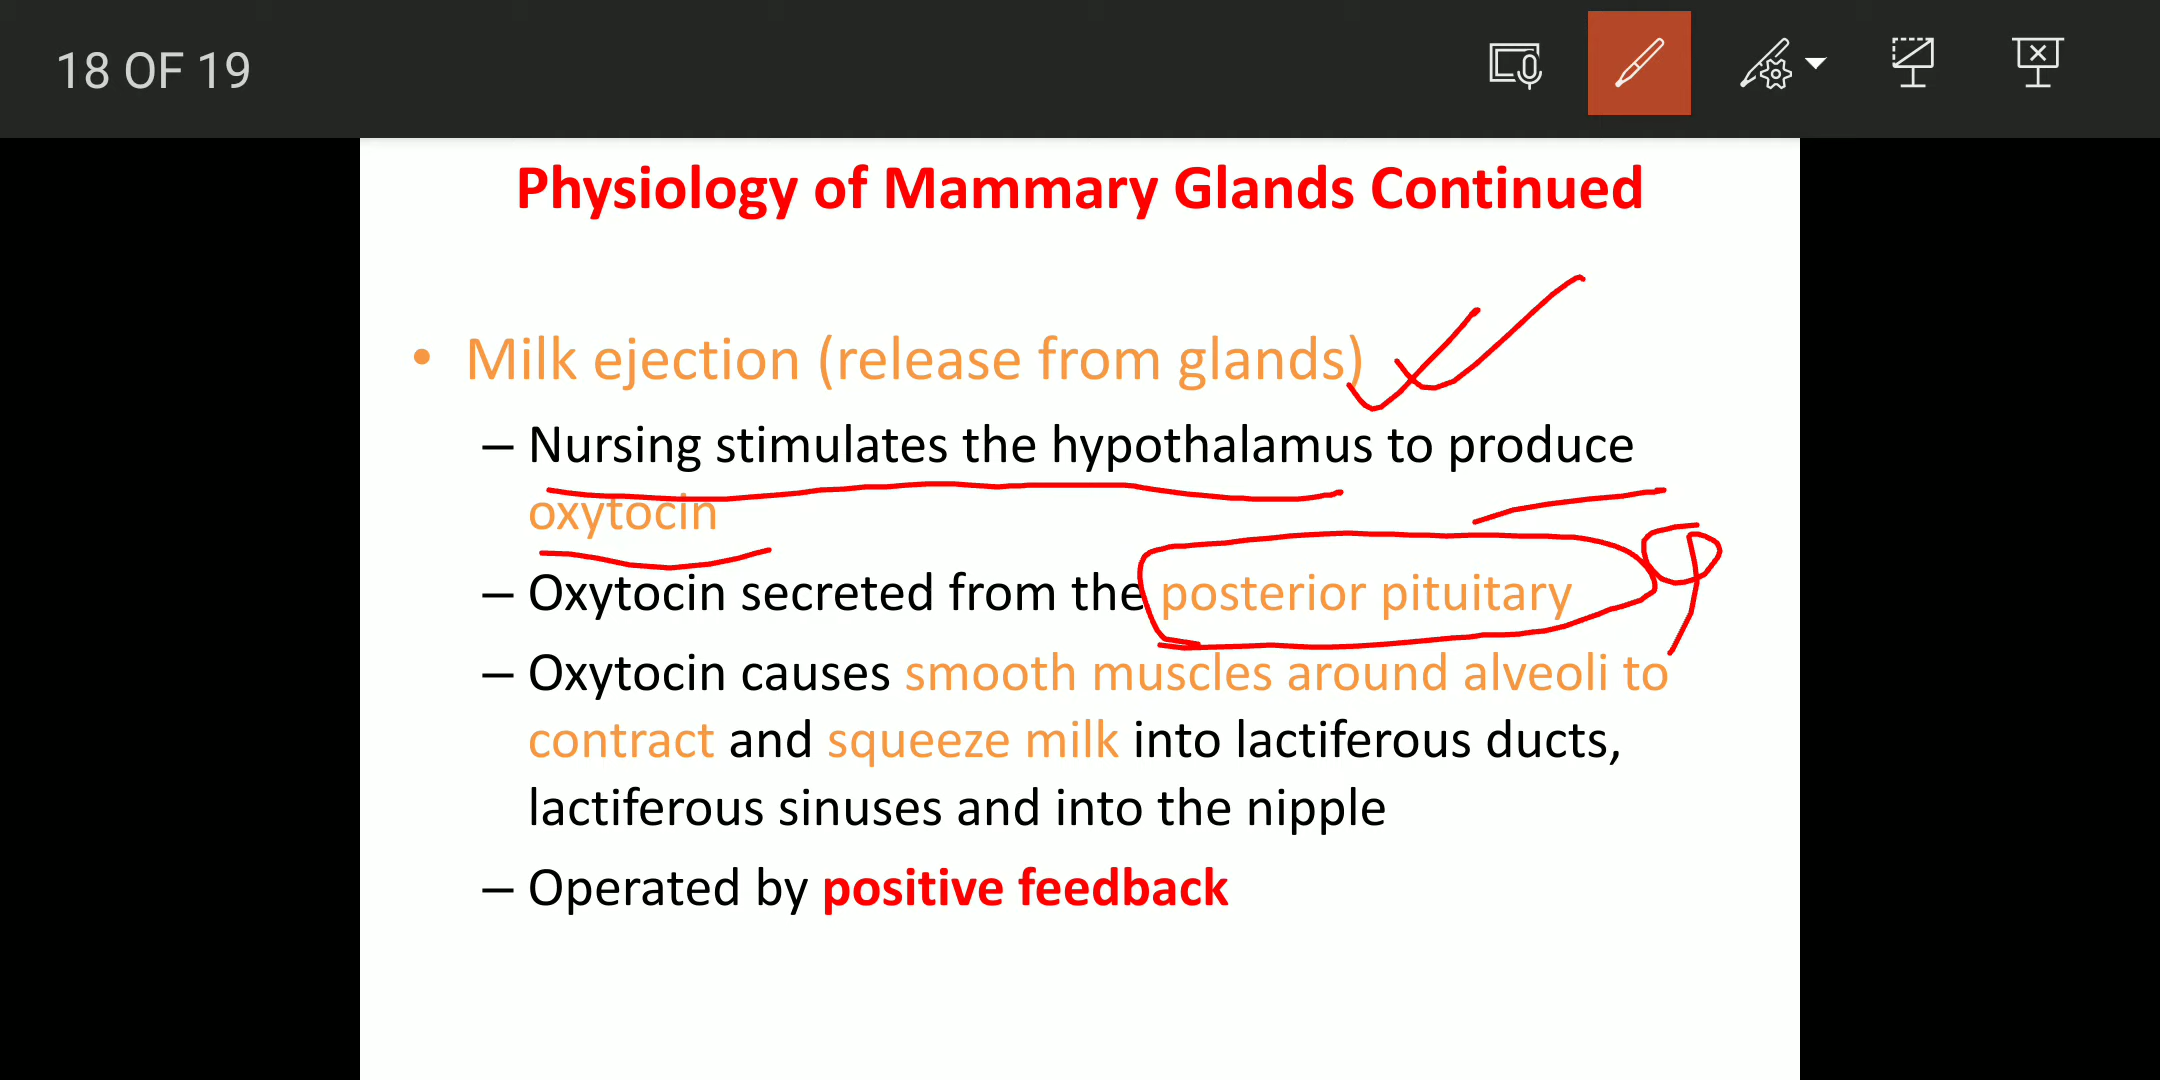 18 OF 19
Physiology of Mammary Glands Continued
• Milk ejection (release from glands)
– Nursing stimulates the hypothalamus to produce
oxytocin
– Oxytocin secreted from the posterior pituitary
– Oxytocin causes smooth muscles around alveoli to
contract and squeeze milk into lactiferous ducts,
lactiferous sinuses and into the nipple
– Operated by positive feedback